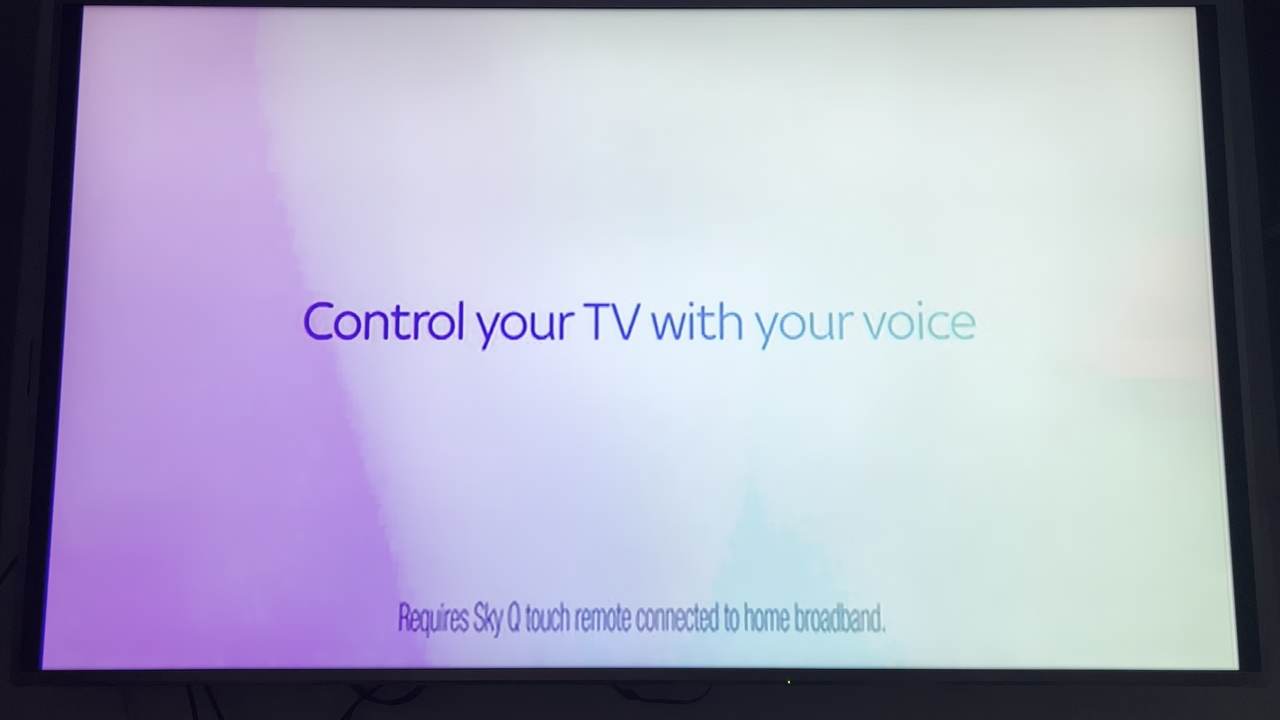 Control your TV with your voice
Requires Sky Q touch remote connected to home broadband.